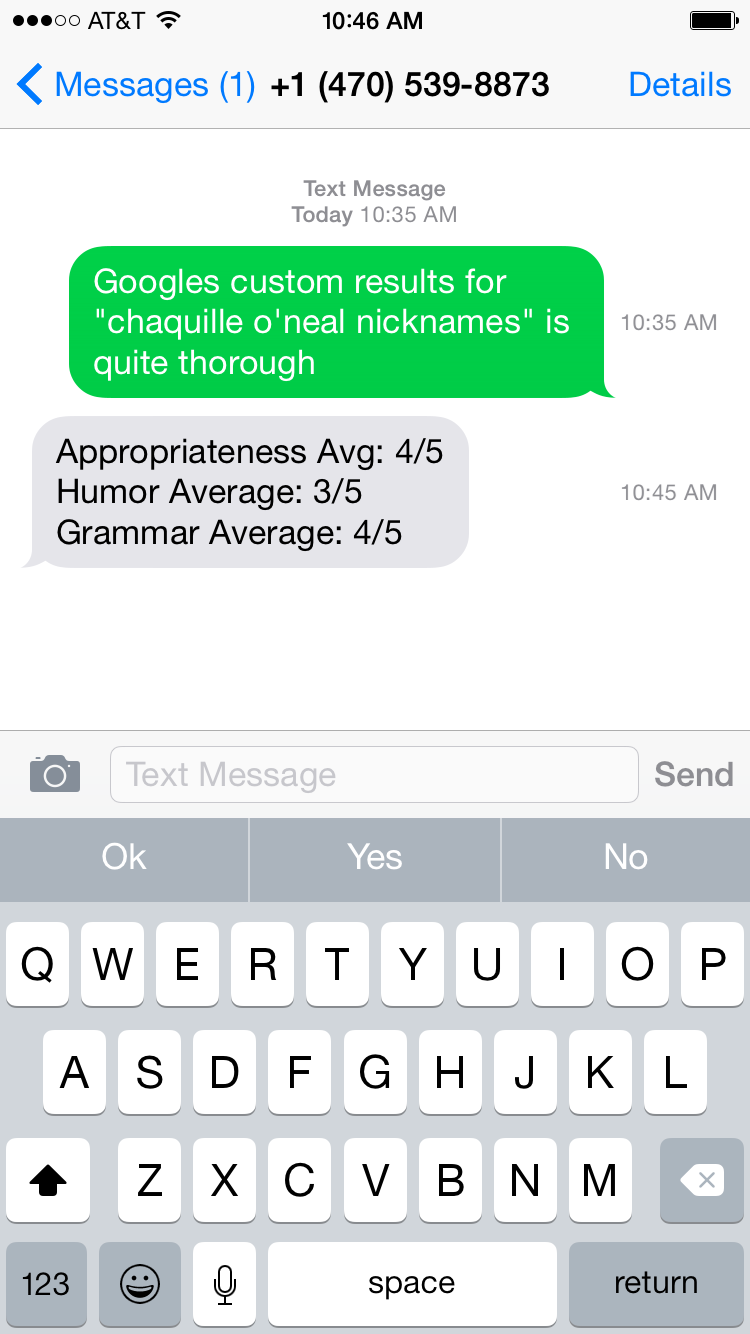 AT&T 10:46 AM
Messages (1) +1 (470) 539-8873 Details
Text Message
Today 10:35 AM
Googles custom results for
"chaquille o'neal nicknames" is
quite thorough
10:35 AM
Appropriateness Avg: 4/5
Humor Average: 3/5
Grammar Average: 4/5
10:45 AM
Text Message Send
Ok Yes No
Q W E R T Y U I O P
A S D F G H J K L
Z X C V B N M
123 space return